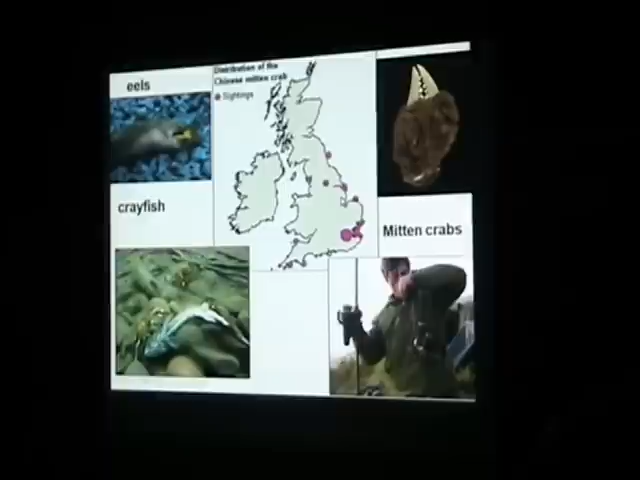 eels
Distribution of the
Chinese mitten crab
Sightings
crayfish
Mitten crabs